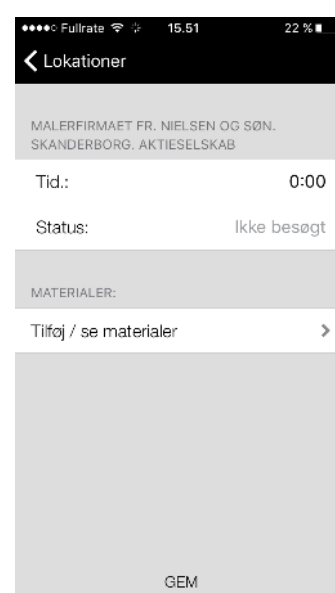 Fullrate 15.51 22 %
Lokationer
MALERFIRMAET FR. NIELSEN OG SØN.
SKANDERBORG. AKTIESELSKAB
Tid.: 0:00
Status: Ikke besøgt
MATERIALER:
Tilføj / se materialer
GEM